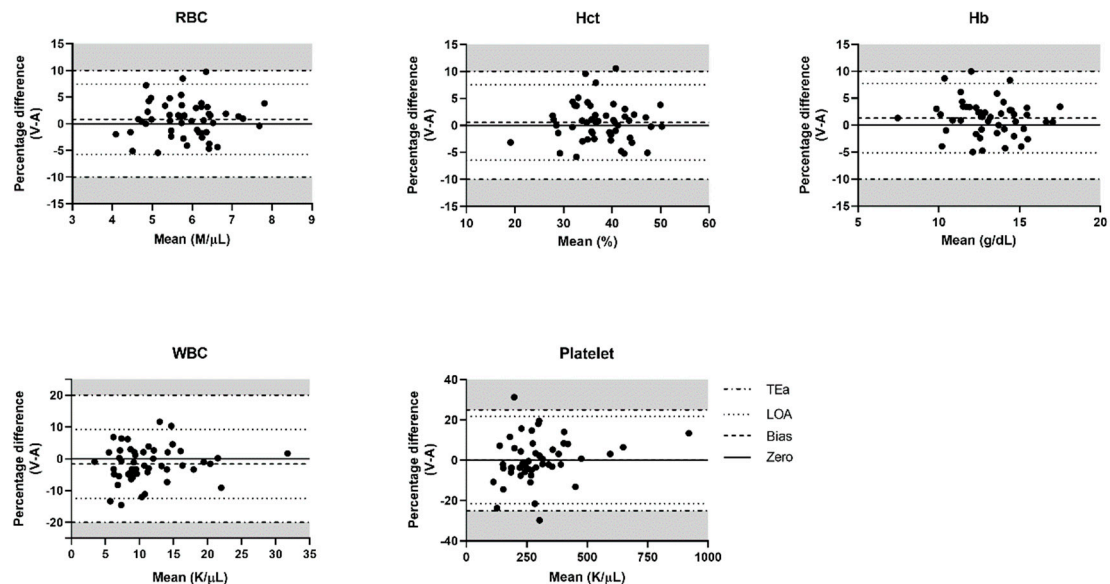 RBC
15
10
5
0
-5
-10
-15
3 4 5 6 7 8 9
Percentage difference
(V-A)
Mean (M/µL)
Hct
15
10
5
0
-5
-10
-15
10 20 30 40 50 60
Percentage difference
(V-A)
Mean (%)
Hb
15
10
5
0
-5
-10
-15
5 10 15 20
Percentage difference
(V-A)
Mean (g/dL)
WBC
20
10
0
-10
-20
0 5 10 15 20 25 30 35
Percentage difference
(V-A)
Mean (K/µL)
Platelet
40
20
0
-20
-40
0 250 500 750 1000
Percentage difference
(V-A)
Mean (K/µL)
TEa
LOA
Bias
Zero